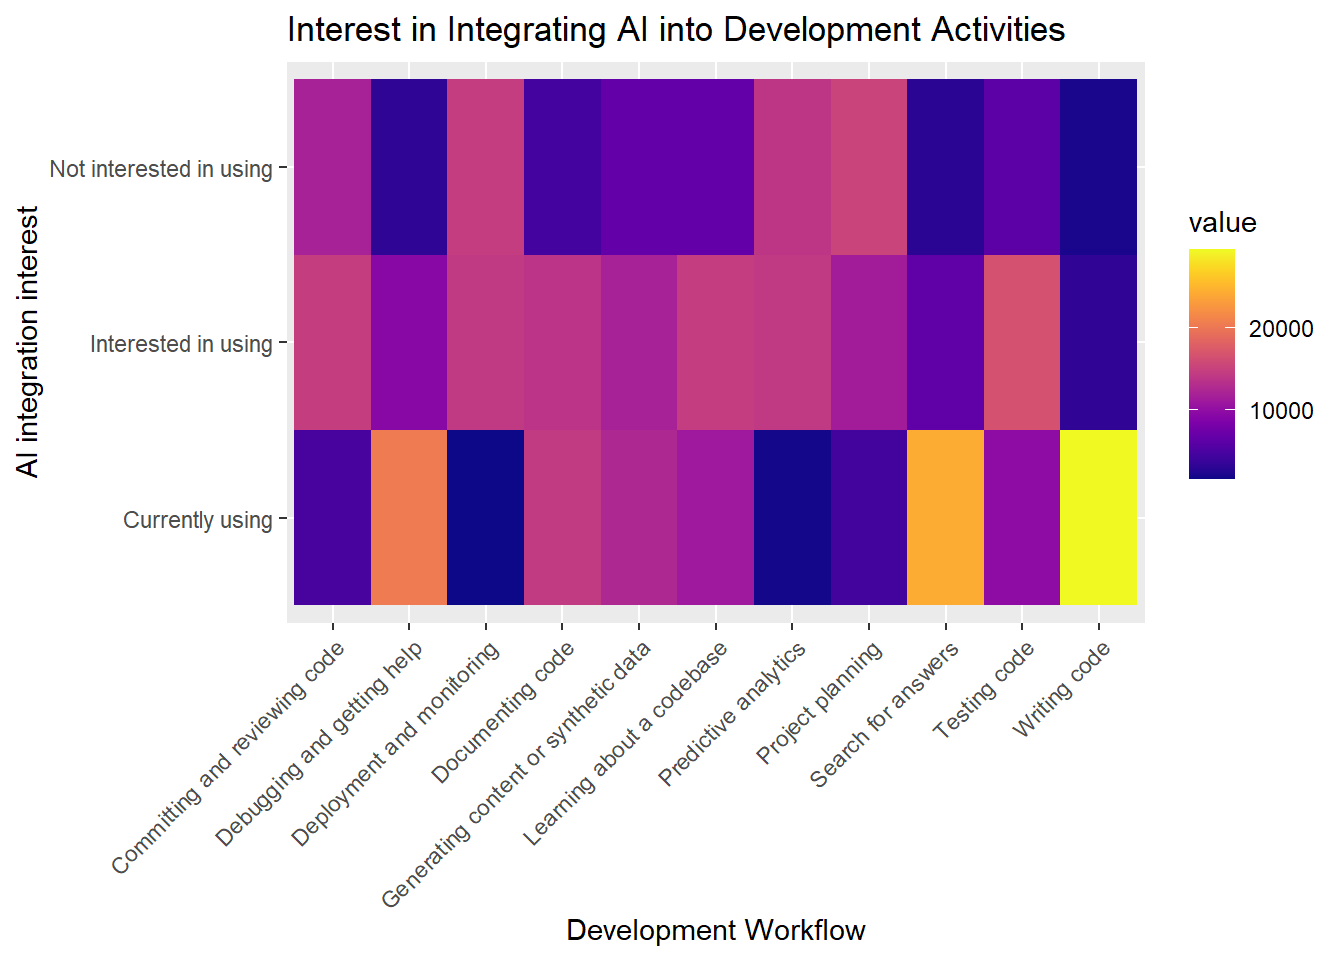 Interest in Integrating AI into Development Activities
AI integration interest
Not interested in using
Interested in using
Currently using
Committing and reviewing code
Debugging and getting help
Deployment and monitoring
Documenting code
Generating content or synthetic data
Learning about a codebase
Predictive analytics
Project planning
Search for answers
Testing code
Writing code
Development Workflow
value
20000
10000